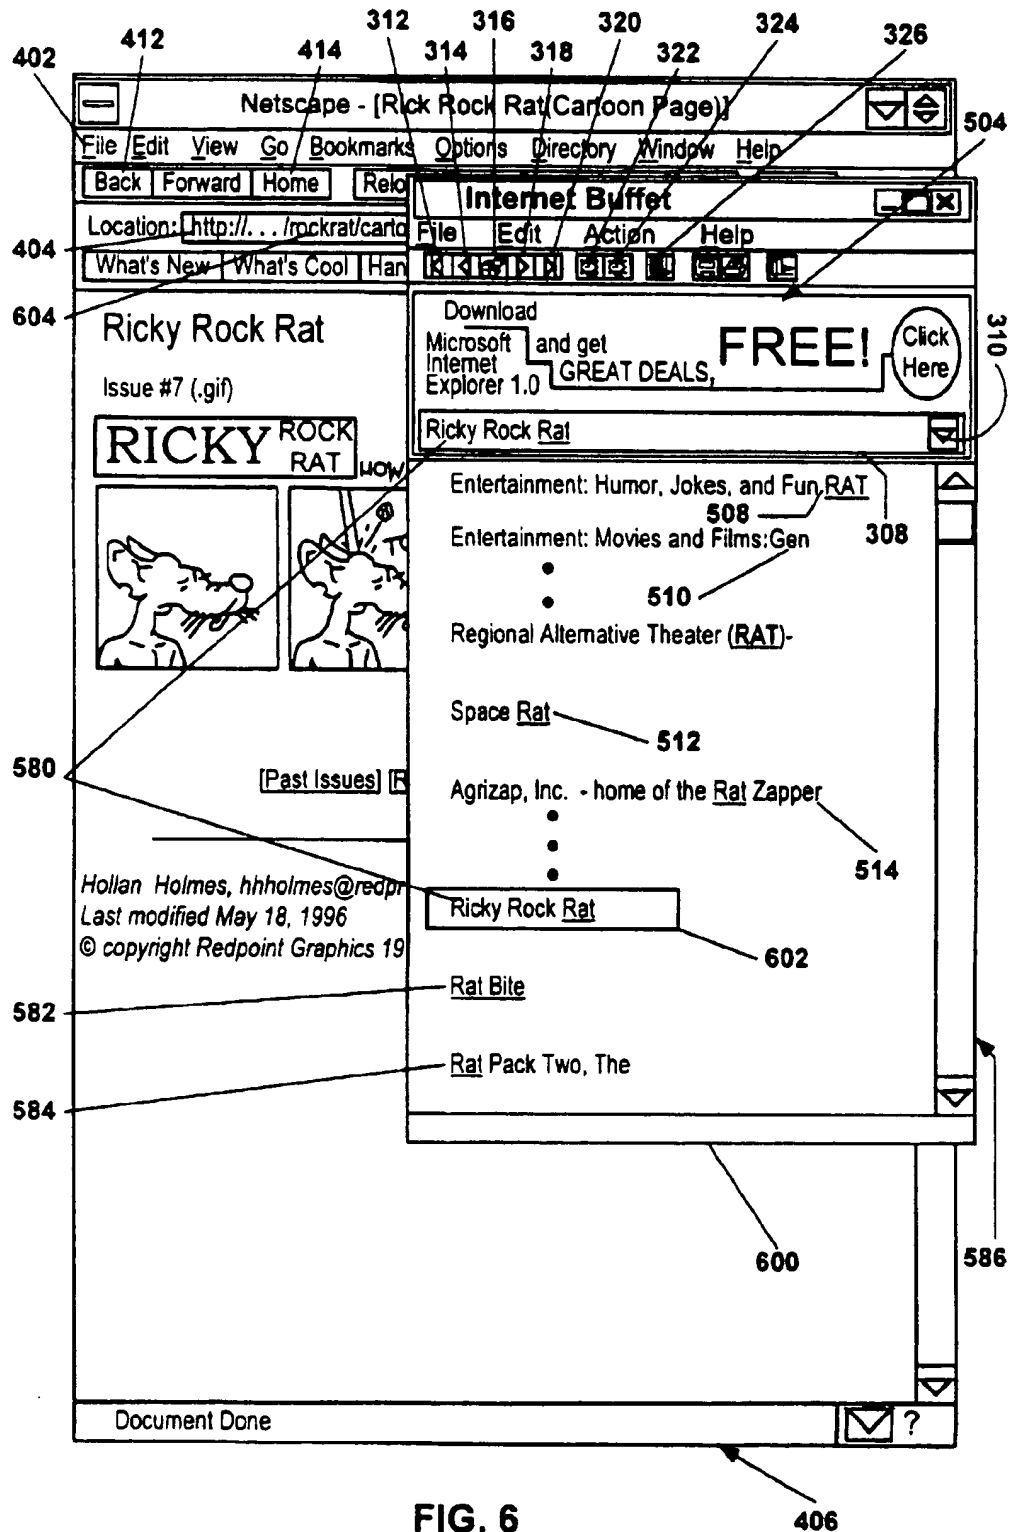 312 316 320 324
402 412 414 314 318 322 326
504
Netscape - [Rick Rock Rat(Cartoon Page)]
File Edit View Go Bookmarks Options Directory Window Help
Back Forward Home Relo
Internet Buffet
Location: http://. . . /rockrat/carto
File Edit Action Help
404
What's New What's Cool Han
604
Ricky Rock Rat
Issue #7 (.gif)
RICKY ROCK
RAT
HOW
Download
Microsoft and get
Internet
Explorer 1.0 GREAT DEALS,
FREE!
Click
Here
310
Ricky Rock Rat
Entertainment: Humor, Jokes, and Fun RAT
508
308
Entertainment: Movies and Films:Gen
510
Regional Alternative Theater (RAT)-
Space Rat
512
580
[Past Issues] [R
Agrizap, Inc. - home of the Rat Zapper
514
Hollan Holmes, hhholmes@redpr
Last modified May 18, 1996
© copyright Redpoint Graphics 19
Ricky Rock Rat
602
Rat Bite
582
Rat Pack Two, The
584
600
586
Document Done
?
406
FIG. 6